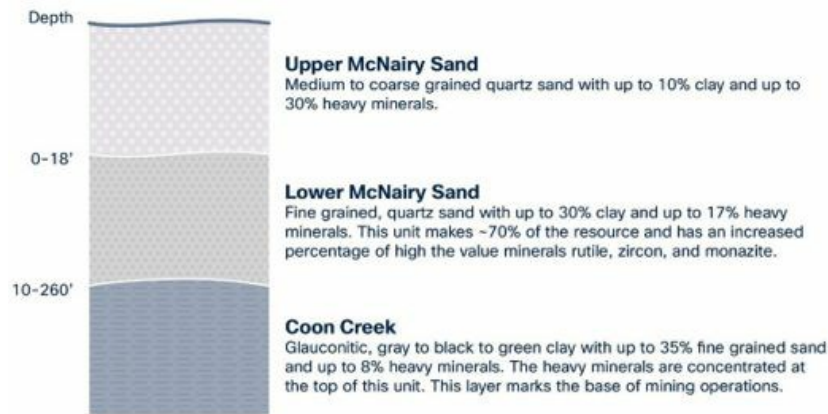 Depth
Upper McNairy Sand
Medium to coarse grained quartz sand with up to 10% clay and up to
30% heavy minerals.
0-18'
Lower McNairy Sand
Fine grained, quartz sand with up to 30% clay and up to 17% heavy
minerals. This unit makes ~70% of the resource and has an increased
percentage of high the value minerals rutile, zircon, and monazite.
10-260'
Coon Creek
Glauconitic, gray to black to green clay with up to 35% fine grained sand
and up to 8% heavy minerals. The heavy minerals are concentrated at
the top of this unit. This layer marks the base of mining operations.